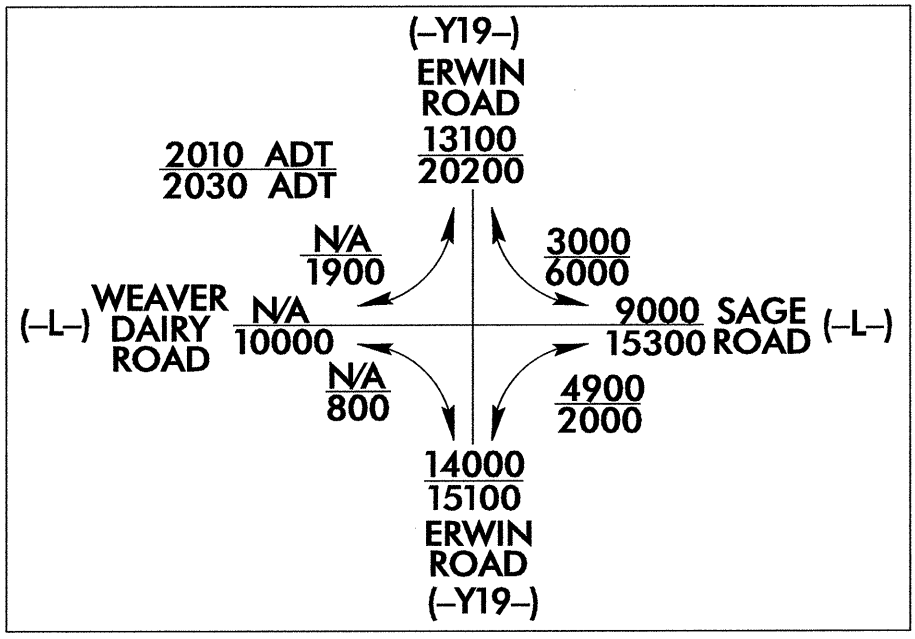 (–Y19–)
ERWIN
ROAD
13100
20200
2010 ADT
2030 ADT
N/A
1900
3000
6000
(–L–)
WEAVER
DAIRY
ROAD
N/A
10000
9000
15300
SAGE
ROAD
(–L–)
N/A
800
4900
2000
14000
15100
ERWIN
ROAD
(–Y19–)